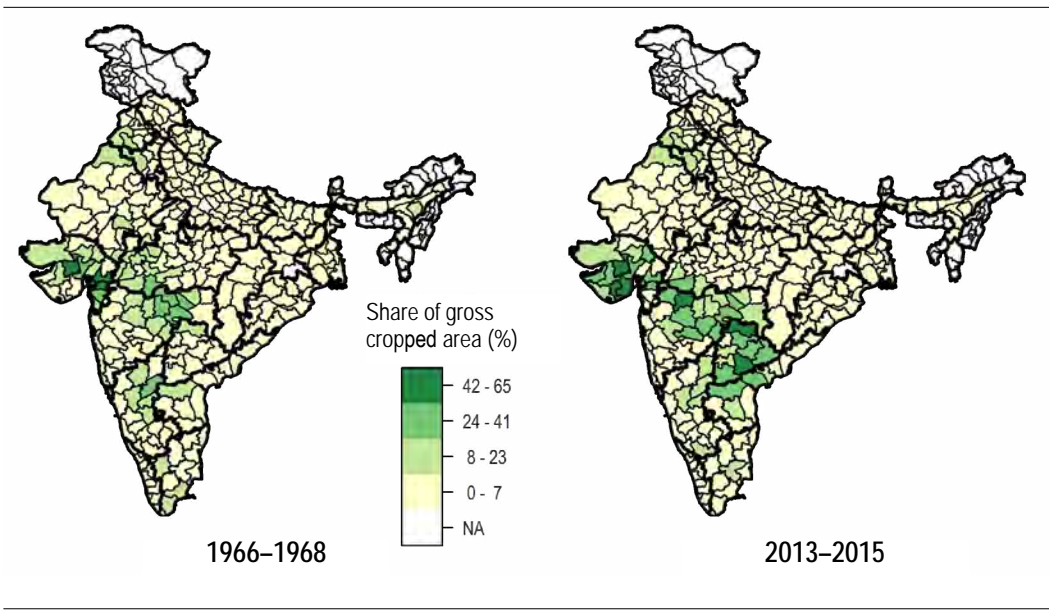 Share of gross
cropped area (%)
42 - 65
24 - 41
8 - 23
0 - 7
NA
1966–1968
2013–2015